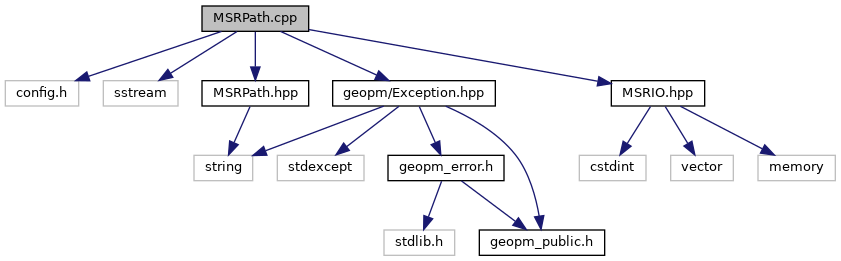 MSRPath.cpp
config.h
sstream
MSRPath.hpp
geopm/Exception.hpp
MSRIO.hpp
string
stdexcept
geopm_error.h
cstdint
vector
memory
stdlib.h
geopm_public.h